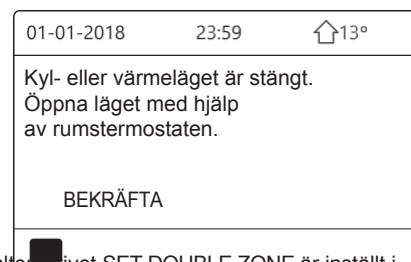 01-01-2018 23:59 13°
Kyl- eller värmeläget är stängt.
Öppna läget med hjälp
av rumstermostaten.
BEKRÄFTA
SET DOUBLE ZONE är inställt i